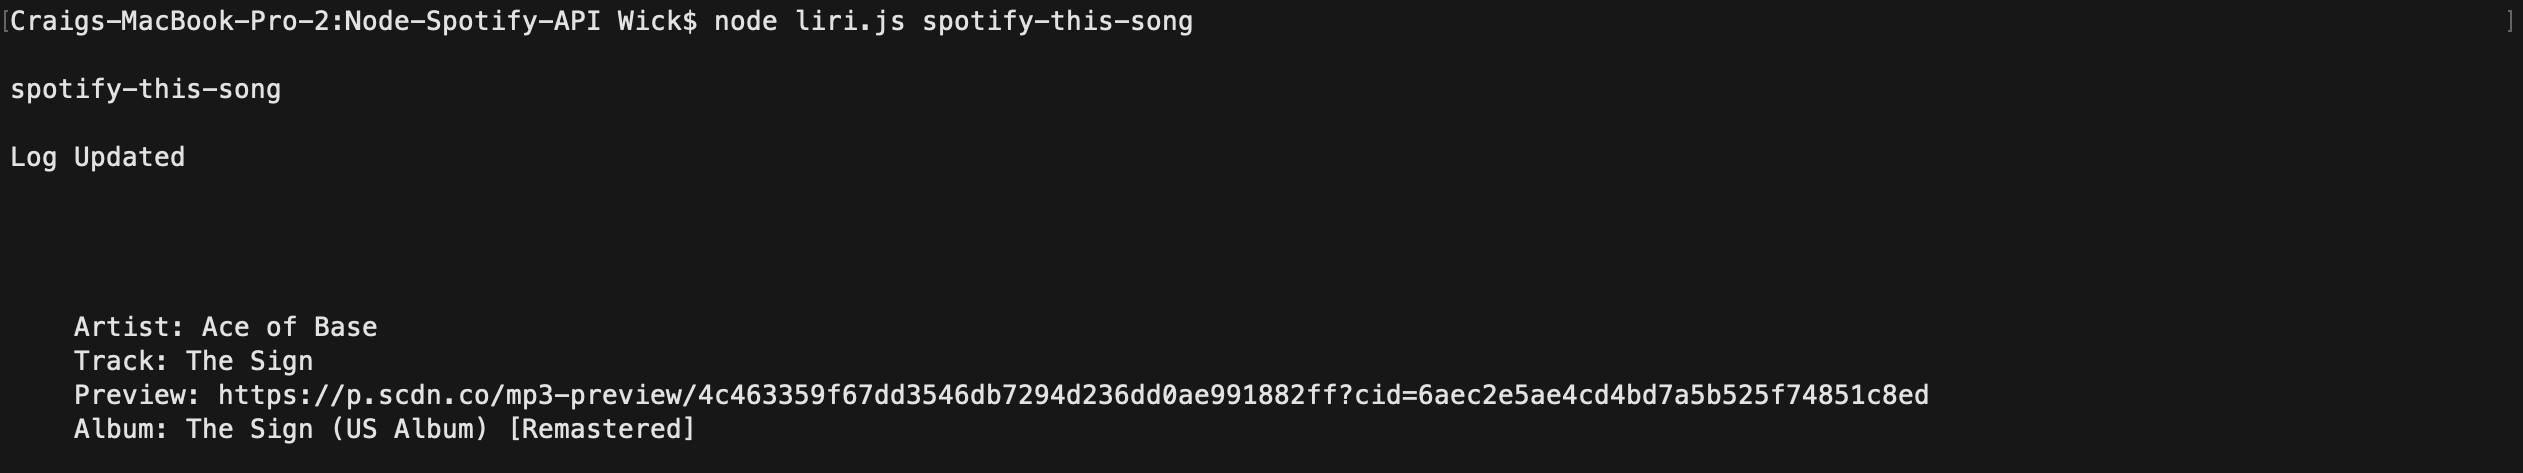 [Craigs-MacBook-Pro-2:Node-Spotify-API Wick$ node liri.js spotify-this-song ]
spotify-this-song
Log Updated
Artist: Ace of Base
Track: The Sign
Preview: https://p.scdn.co/mp3-preview/4c463359f67dd3546db7294d236dd0ae991882ff?cid=6aec2e5ae4cd4bd7a5b525f74851c8ed
Album: The Sign (US Album) [Remastered]